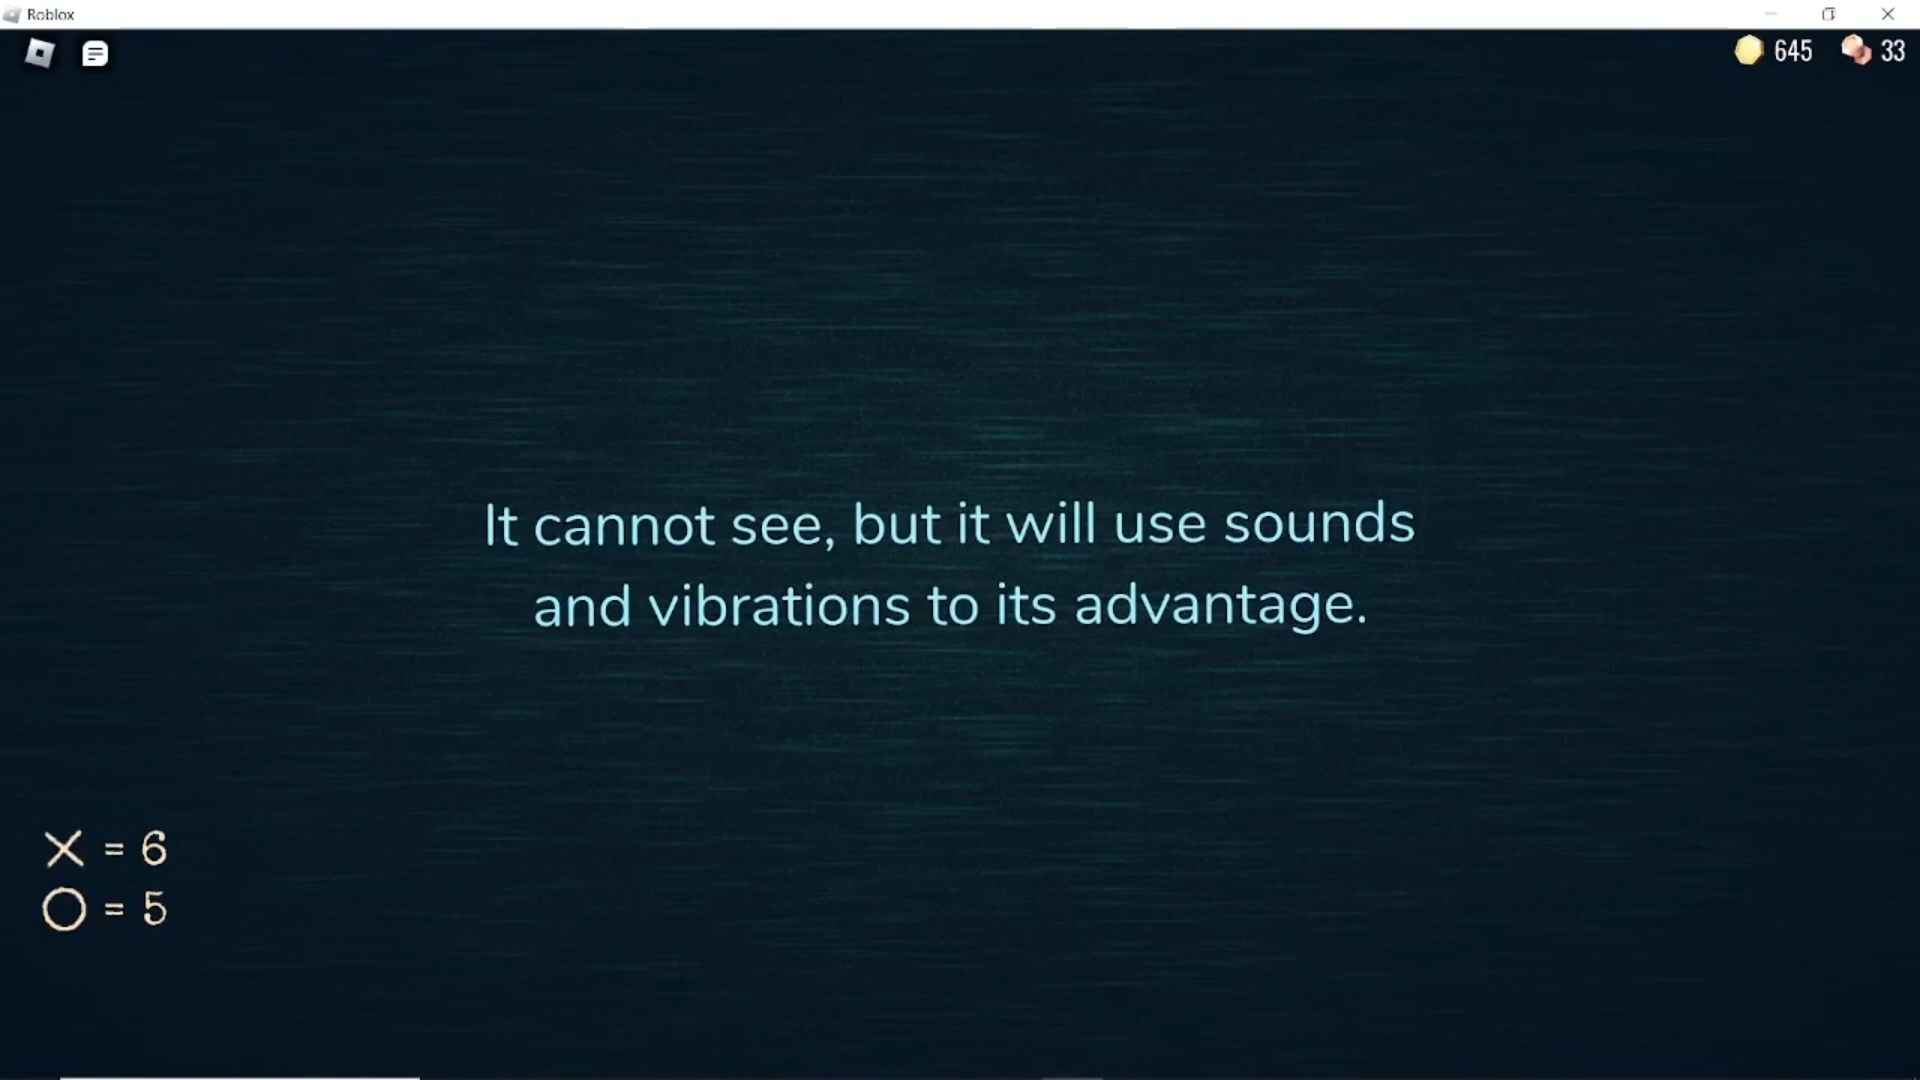 Roblox
645 33
It cannot see, but it will use sounds
and vibrations to its advantage.
X = 6
O = 5